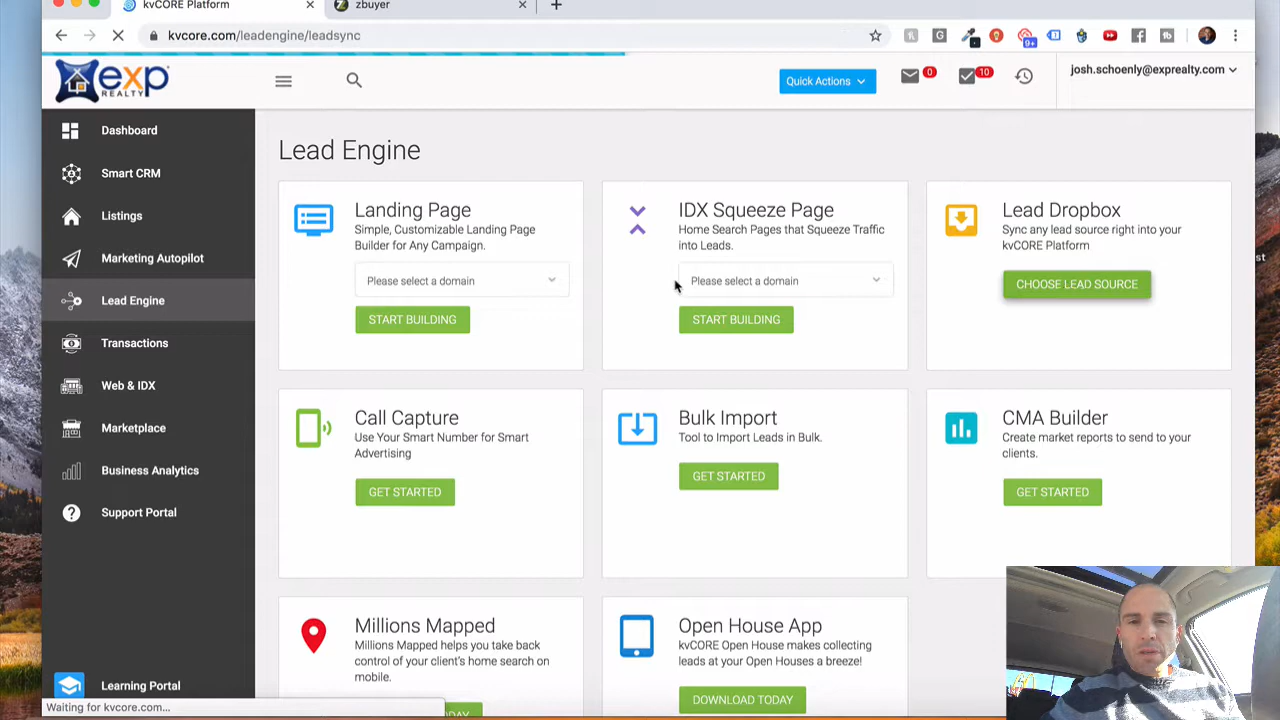 kvCORE Platform
zbuyer
kvcore.com/leadengine/leadsync
9+
exp
REALTY
Quick Actions
0
10
josh.schoenly@exprealty.com
Dashboard
Smart CRM
Listings
Marketing Autopilot
Lead Engine
Transactions
Web & IDX
Marketplace
Business Analytics
Support Portal
Learning Portal
Lead Engine
Landing Page
Simple, Customizable Landing Page
Builder for Any Campaign.
Please select a domain
START BUILDING
IDX Squeeze Page
Home Search Pages that Squeeze Traffic
into Leads.
Please select a domain
START BUILDING
Lead Dropbox
Sync any lead source right into your
kvCORE Platform
CHOOSE LEAD SOURCE
Call Capture
Use Your Smart Number for Smart
Advertising
GET STARTED
Bulk Import
Tool to Import Leads in Bulk.
GET STARTED
CMA Builder
Create market reports to send to your
clients.
GET STARTED
Millions Mapped
Millions Mapped helps you take back
control of your client's home search on
mobile.
Open House App
kvCORE Open House makes collecting
leads at your Open Houses a breeze!
DOWNLOAD TODAY
Waiting for kvcore.com...